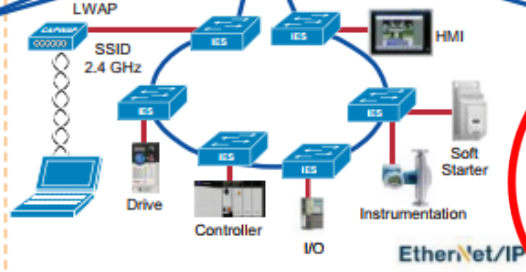 LWAP
CAPWAP
SSID
2.4 GHz
IES
IES
HMI
IES
IES
IES
IES
Soft
Starter
Drive
Controller
I/O
Instrumentation
EtherNet/IP